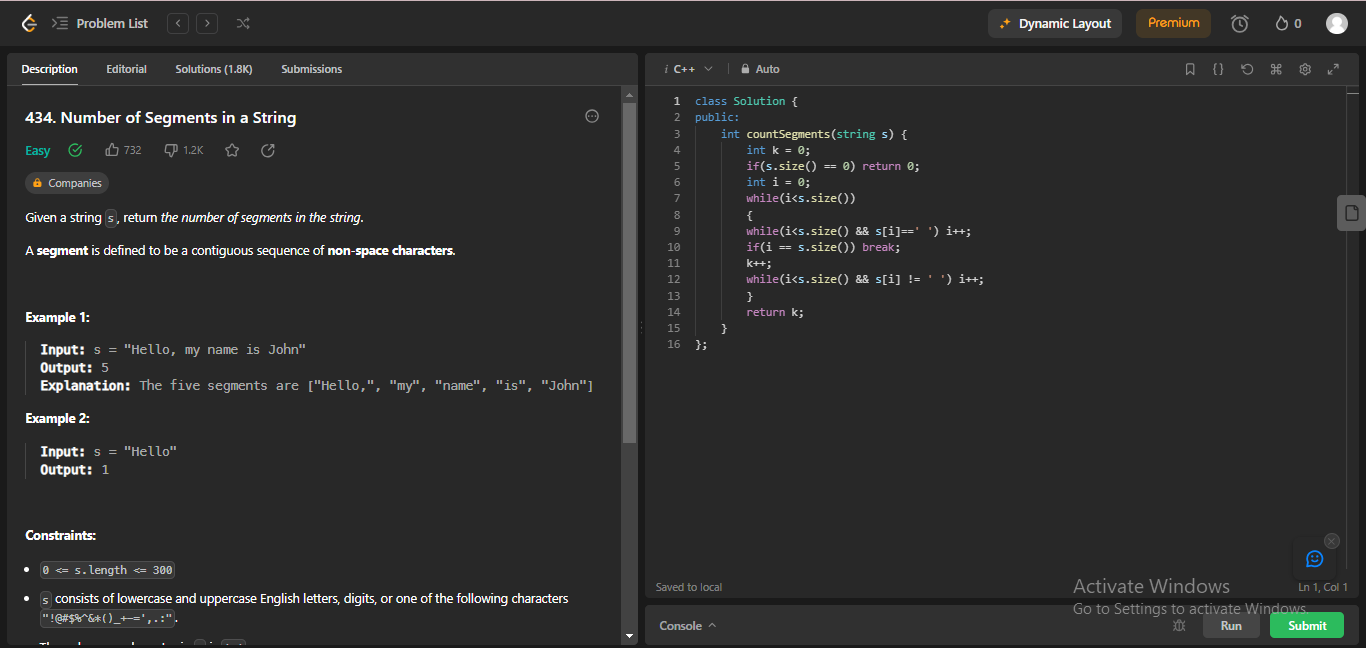 Problem List
Dynamic Layout
Premium
0
Description Editorial Solutions (1.8K) Submissions
434. Number of Segments in a String
Easy 732 1.2K
Companies
Given a string s, return the number of segments in the string.
A segment is defined to be a contiguous sequence of non-space characters.
Example 1:
Input: s = "Hello, my name is John"
Output: 5
Explanation: The five segments are ["Hello,", "my", "name", "is", "John"]
Example 2:
Input: s = "Hello"
Output: 1
Constraints:
0 <= s.length <= 300
s consists of lowercase and uppercase English letters, digits, or one of the following characters
"!@#$%^&*()_+-=',.:".
i C++ Auto
1 class Solution {
2 public:
3 int countSegments(string s) {
4 int k = 0;
5 if(s.size() == 0) return 0;
6 int i = 0;
7 while(i<s.size())
8 {
9 while(i<s.size() && s[i]==' ') i++;
10 if(i == s.size()) break;
11 k++;
12 while(i<s.size() && s[i] != ' ') i++;
13 }
14 return k;
15 }
16 };
Saved to local
Ln 1, Col 1
Activate Windows
Go to Settings to activate Windows.
Console
Run
Submit